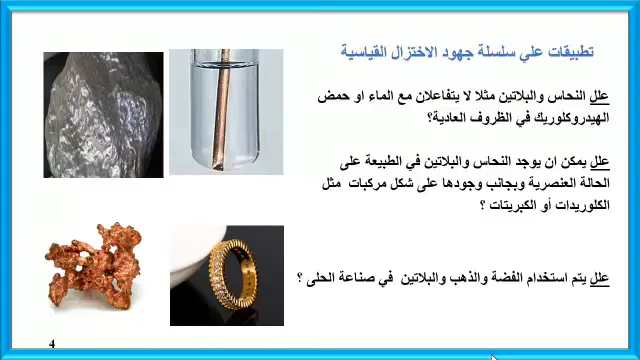 تطبيقات علي سلسلة جهود الاختزال القياسية
علل النحاس والبلاتين مثلا لا يتفاعلان مع الماء او حمض
الهيدروكلوريك في الظروف العادية؟
علل يمكن ان يوجد النحاس والبلاتين في الطبيعة على
الحالة العنصرية وبجانب وجودها على شكل مركبات مثل
الكلوريدات أو الكبريتات ؟
علل يتم استخدام الفضة والذهب والبلاتين في صناعة الحلى ؟
4